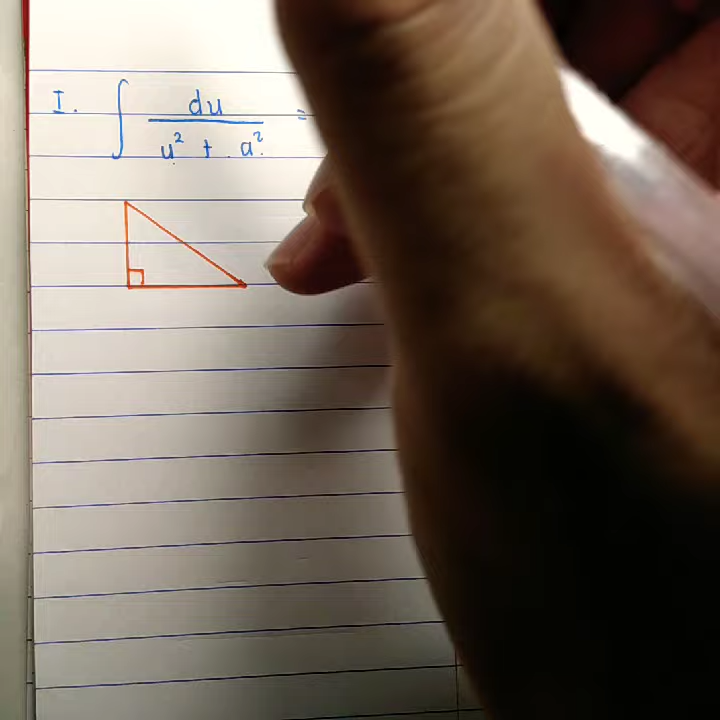 I. ∫ du / (u² + a²) =